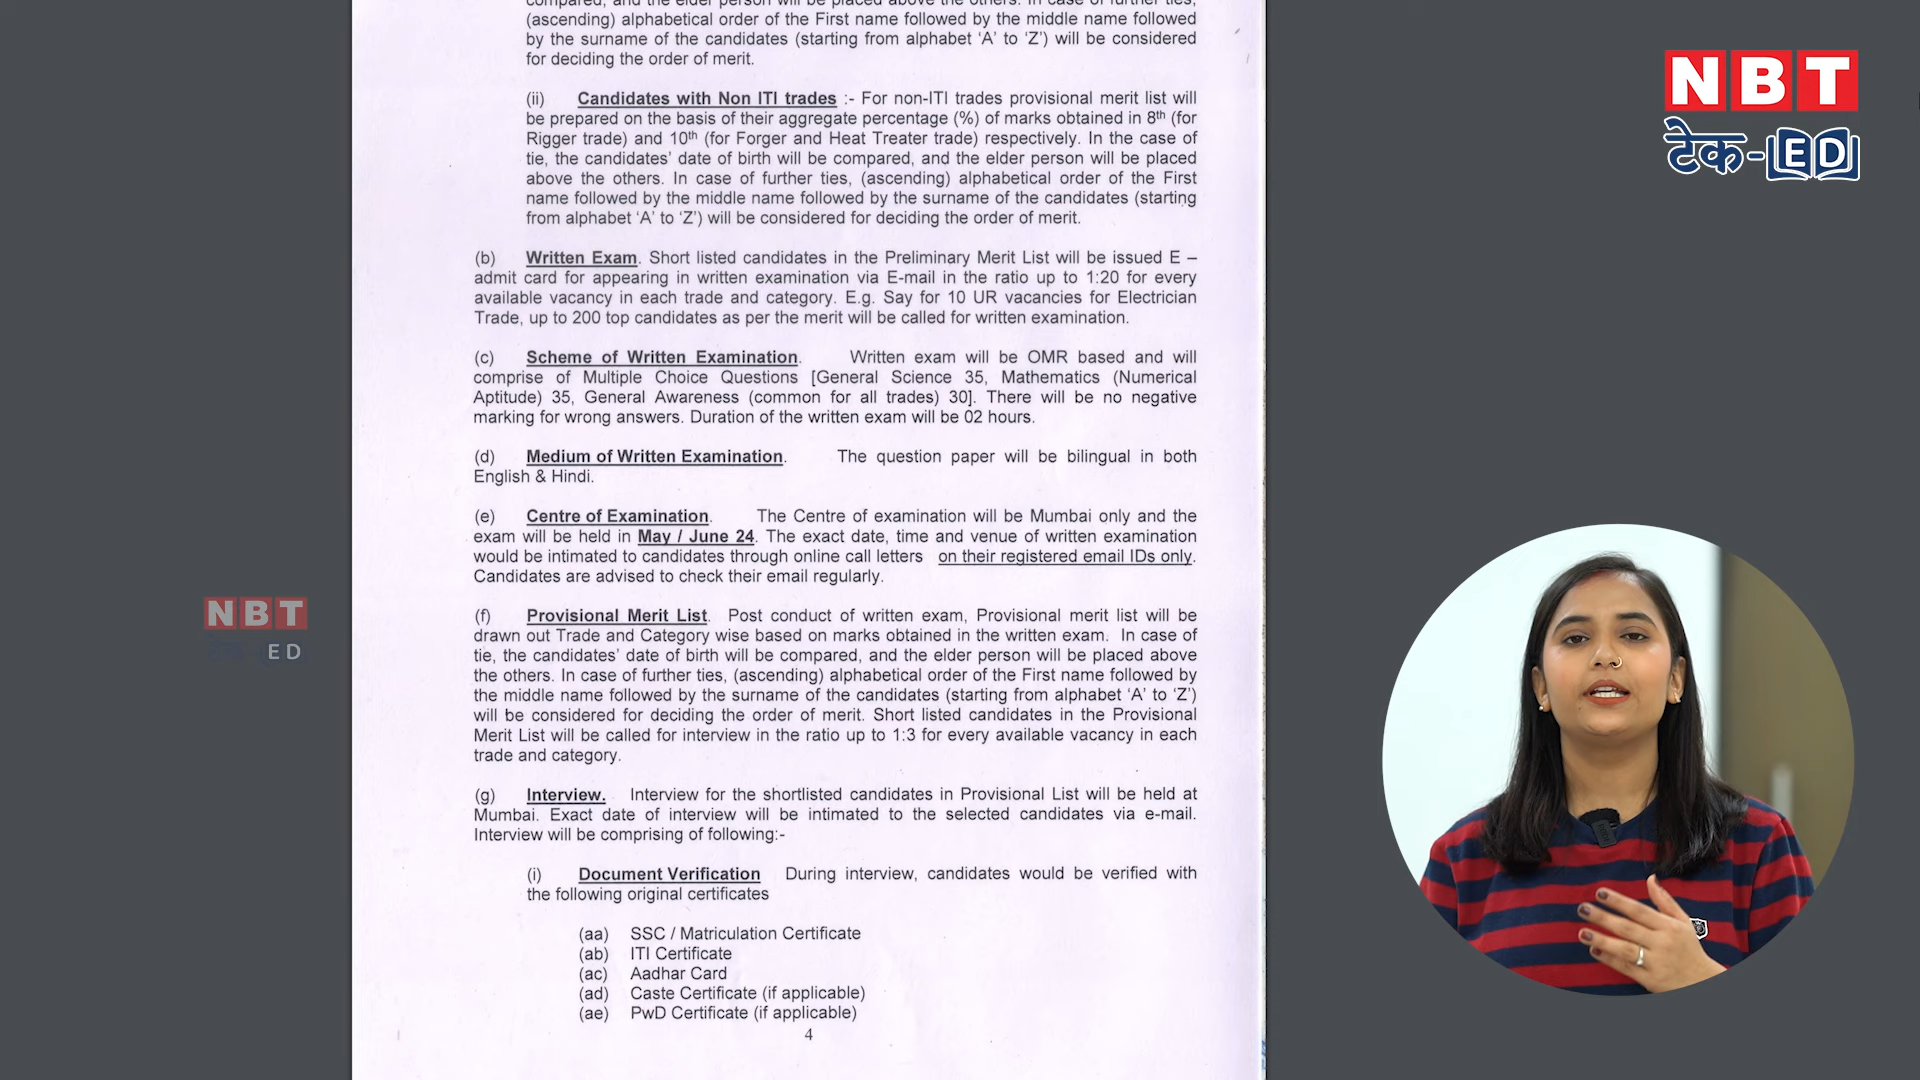 compared, and the elder person will be placed above the others. In case of further ties,
(ascending) alphabetical order of the First name followed by the middle name followed
by the surname of the candidates (starting from alphabet ‘A’ to ‘Z’) will be considered
for deciding the order of merit.
(ii) Candidates with Non ITI trades :- For non-ITI trades provisional merit list will
be prepared on the basis of their aggregate percentage (%) of marks obtained in 8th (for
Rigger trade) and 10th (for Forger and Heat Treater trade) respectively. In the case of
tie, the candidates’ date of birth will be compared, and the elder person will be placed
above the others. In case of further ties, (ascending) alphabetical order of the First
name followed by the middle name followed by the surname of the candidates (starting
from alphabet ‘A’ to ‘Z’) will be considered for deciding the order of merit.
(b) Written Exam. Short listed candidates in the Preliminary Merit List will be issued E –
admit card for appearing in written examination via E-mail in the ratio up to 1:20 for every
available vacancy in each trade and category. E.g. Say for 10 UR vacancies for Electrician
Trade, up to 200 top candidates as per the merit will be called for written examination.
(c) Scheme of Written Examination. Written exam will be OMR based and will
comprise of Multiple Choice Questions [General Science 35, Mathematics (Numerical
Aptitude) 35, General Awareness (common for all trades) 30]. There will be no negative
marking for wrong answers. Duration of the written exam will be 02 hours.
(d) Medium of Written Examination. The question paper will be bilingual in both
English & Hindi.
(e) Centre of Examination. The Centre of examination will be Mumbai only and the
exam will be held in May / June 24. The exact date, time and venue of written examination
would be intimated to candidates through online call letters on their registered email IDs only.
Candidates are advised to check their email regularly.
(f) Provisional Merit List. Post conduct of written exam, Provisional merit list will be
drawn out Trade and Category wise based on marks obtained in the written exam. In case of
tie, the candidates’ date of birth will be compared, and the elder person will be placed above
the others. In case of further ties, (ascending) alphabetical order of the First name followed by
the middle name followed by the surname of the candidates (starting from alphabet ‘A’ to ‘Z’)
will be considered for deciding the order of merit. Short listed candidates in the Provisional
Merit List will be called for interview in the ratio up to 1:3 for every available vacancy in each
trade and category.
(g) Interview. Interview for the shortlisted candidates in Provisional List will be held at
Mumbai. Exact date of interview will be intimated to the selected candidates via e-mail.
Interview will be comprising of following:-
(i) Document Verification During interview, candidates would be verified with
the following original certificates
(aa) SSC / Matriculation Certificate
(ab) ITI Certificate
(ac) Aadhar Card
(ad) Caste Certificate (if applicable)
(ae) PwD Certificate (if applicable)
4
NBT
टेक-ED
NBT
टेक-ED